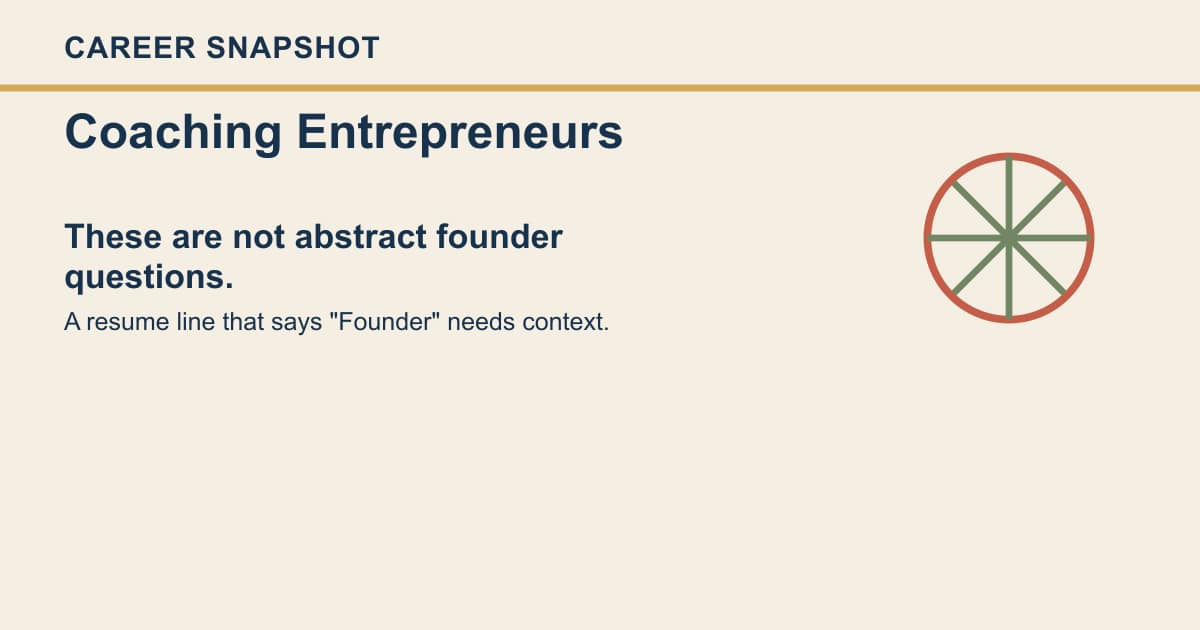 CAREER SNAPSHOT
Coaching Entrepreneurs
These are not abstract founder
questions.
A resume line that says "Founder" needs context.